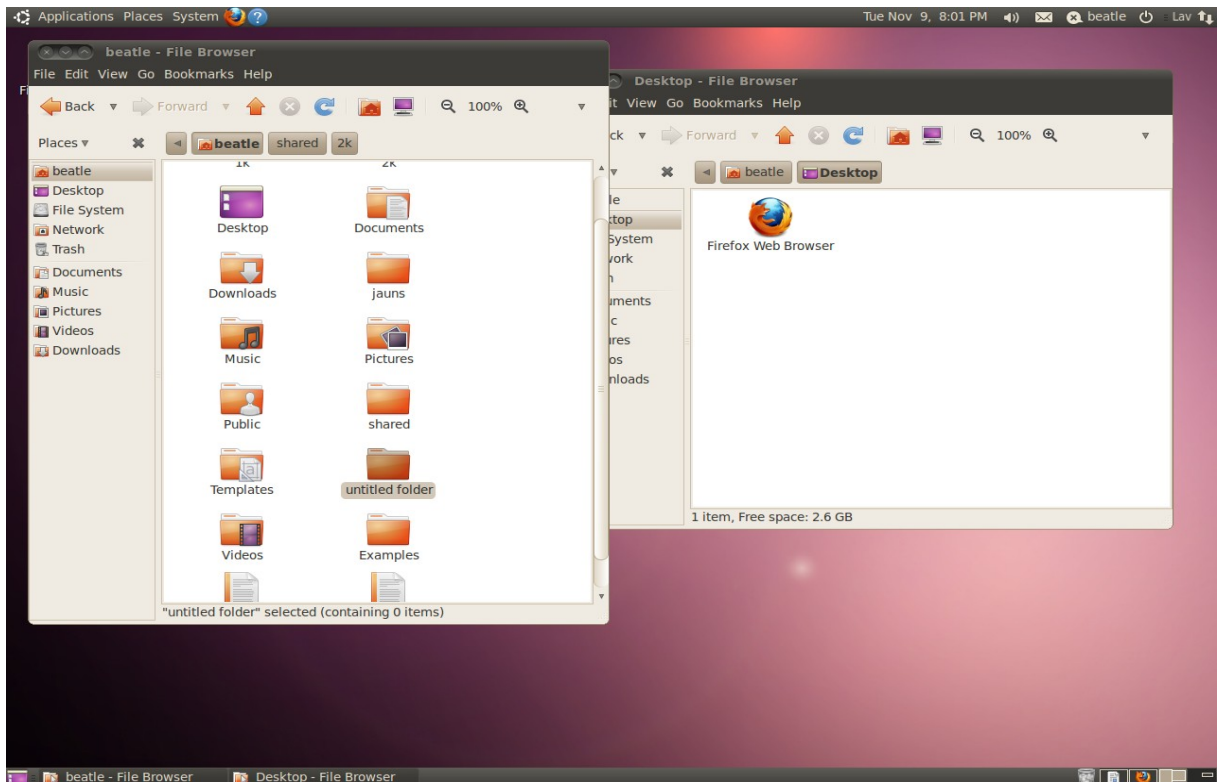 Applications Places System Tue Nov 9, 8:01 PM beatle Lav
beatle - File Browser
File Edit View Go Bookmarks Help
Back Forward 100%
Places beatle shared 2k
beatle
Desktop
File System
Network
Trash
Documents
Music
Pictures
Videos
Downloads
1k 2k
Desktop Documents
Downloads jauns
Music Pictures
Public shared
Templates untitled folder
Videos Examples
"untitled folder" selected (containing 0 items)
Desktop - File Browser
it View Go Bookmarks Help
ck Forward 100%
beatle Desktop
le
ktop
System
work
n
uments
c
ures
os
nloads
Firefox Web Browser
1 item, Free space: 2.6 GB
beatle - File Browser Desktop - File Browser